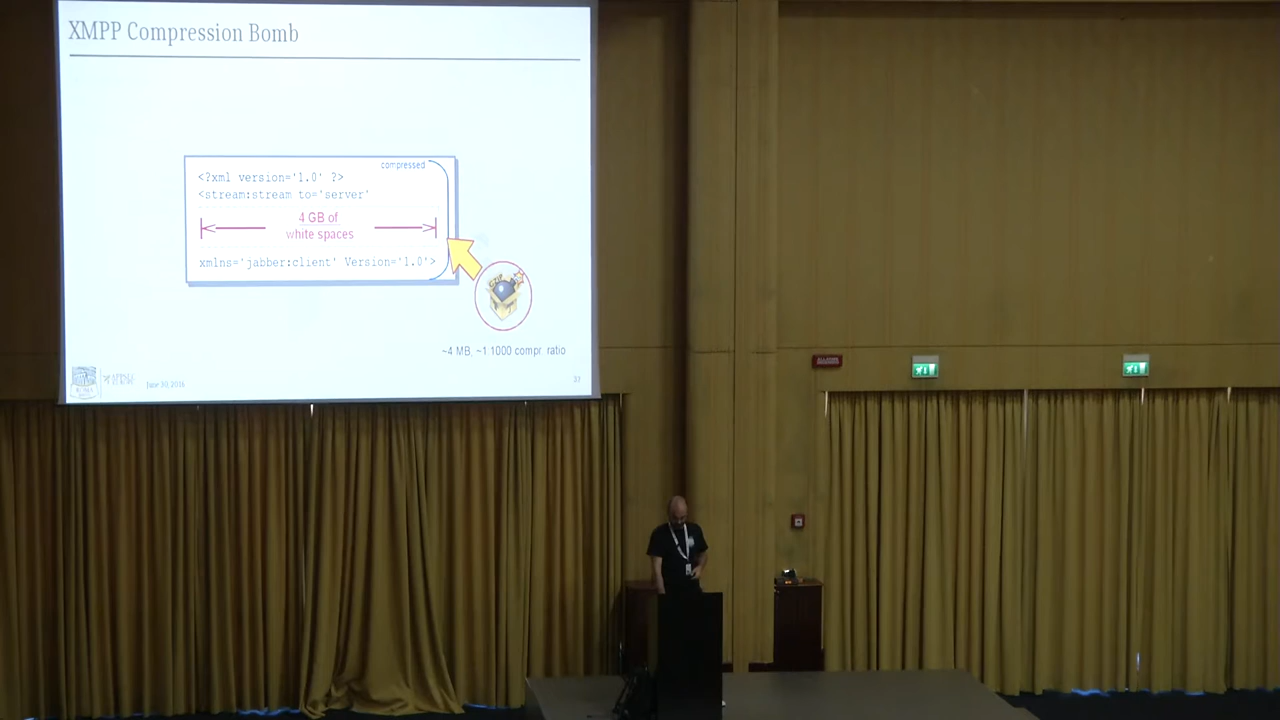 XMPP Compression Bomb
compressed
<?xml version='1.0' ?>
<stream:stream to='server'
4 GB of
white spaces
xmlns='jabber:client' Version='1.0'>
~4 MB, ~1:1000 compr. ratio
June 30, 2016
37